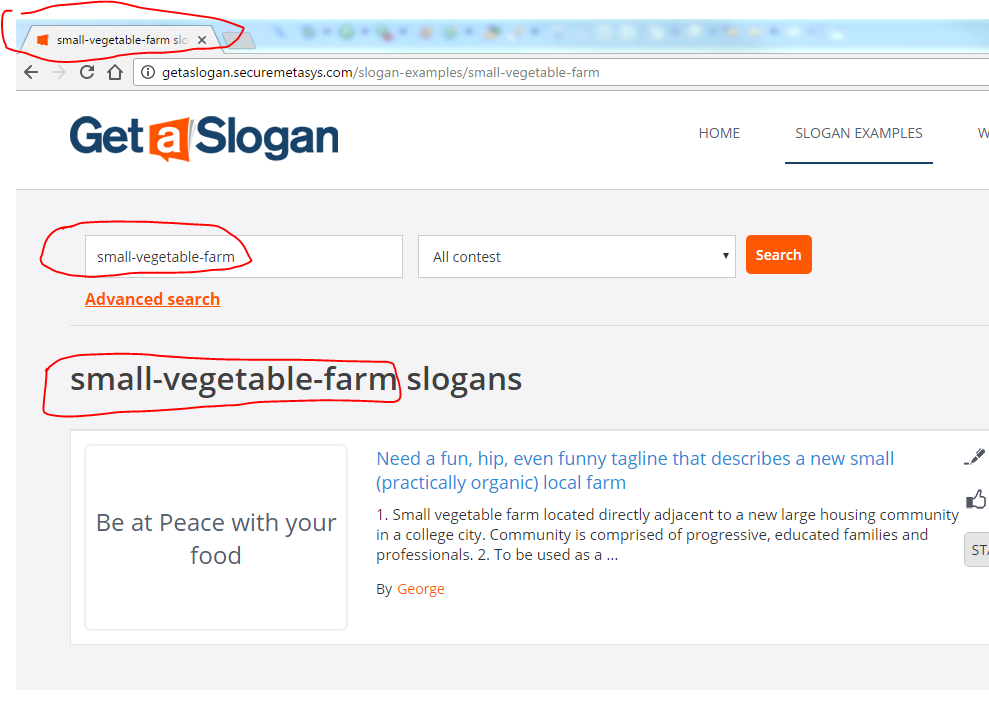 small-vegetable-farm slo
getaslogan.securemetasys.com/slogan-examples/small-vegetable-farm
Get a Slogan
HOME
SLOGAN EXAMPLES
W
small-vegetable-farm
All contest
Search
Advanced search
small-vegetable-farm slogans
Be at Peace with your
food
Need a fun, hip, even funny tagline that describes a new small
(practically organic) local farm
1. Small vegetable farm located directly adjacent to a new large housing community
in a college city. Community is comprised of progressive, educated families and
professionals. 2. To be used as a ...
By George
STA